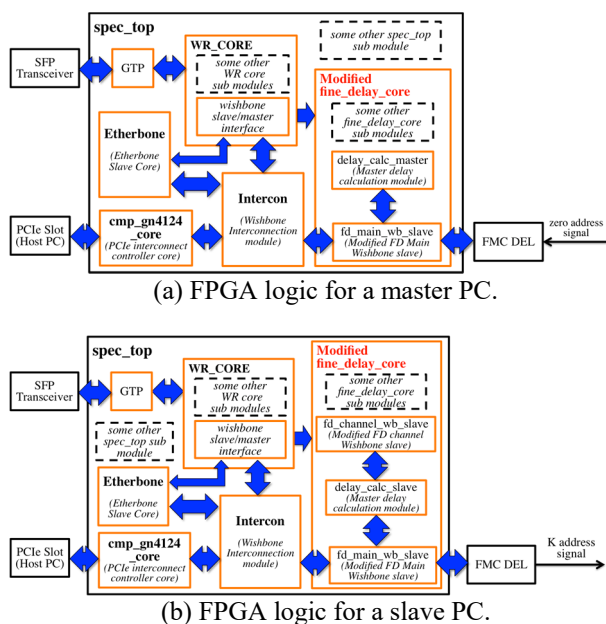 spec_top
some other spec_top
sub module
SFP
Transceiver
GTP
WR_CORE
some other
WR core
sub modules
wishbone
slave/master
interface
Modified
fine_delay_core
some other
fine_delay_core
sub modules
Etherbone
(Etherbone
Slave Core)
delay_calc_master
(Master delay
calculation module)
Intercon
(Wishbone
Interconnection
module)
PCIe Slot
(Host PC)
cmp_gn4124
_core
(PCIe interconnect
controller core)
fd_main_wb_slave
(Modified FD Main
Wishbone slave)
FMC DEL
zero address
signal
(a) FPGA logic for a master PC.
spec_top
SFP
Transceiver
GTP
WR_CORE
some other
WR core
sub modules
wishbone
slave/master
interface
Modified
fine_delay_core
some other
fine_delay_core
sub modules
some other
spec_top sub
module
fd_channel_wb_slave
(Modified FD channel
Wishbone slave)
Etherbone
(Etherbone
Slave Core)
delay_calc_slave
(Master delay
calculation module)
Intercon
(Wishbone
Interconnection
module)
PCIe Slot
(Host PC)
cmp_gn4124
_core
(PCIe interconnect
controller core)
fd_main_wb_slave
(Modified FD Main
Wishbone slave)
FMC DEL
K address
signal
(b) FPGA logic for a slave PC.